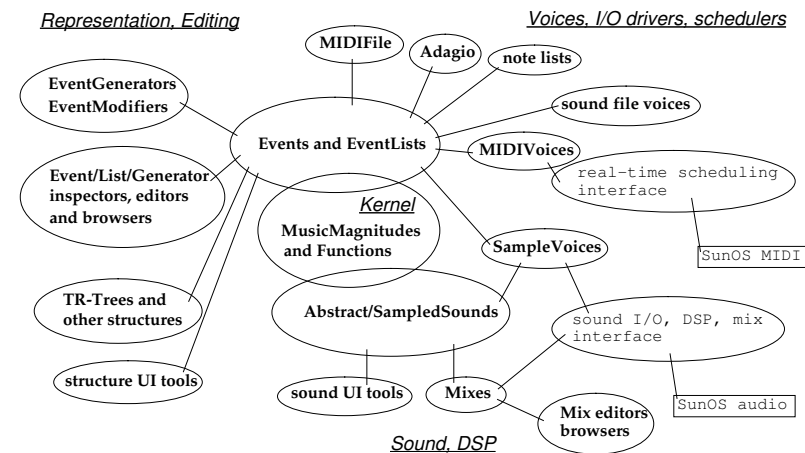 Representation, Editing
Voices, I/O drivers, schedulers
MIDIFile
Adagio
note lists
EventGenerators
EventModifiers
sound file voices
Events and EventLists
MIDIVoices
Event/List/Generator
inspectors, editors
and browsers
real-time scheduling
interface
Kernel
MusicMagnitudes
and Functions
SampleVoices
SunOS MIDI
TR-Trees and
other structures
Abstract/SampledSounds
sound I/O, DSP, mix
interface
structure UI tools
sound UI tools
Mixes
SunOS audio
Mix editors
browsers
Sound, DSP